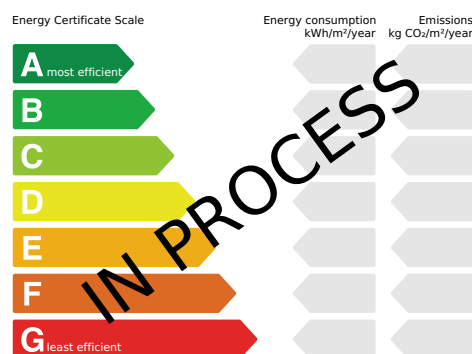 Energy Certificate Scale
Energy consumption
kWh/m²/year
Emissions
kg CO₂/m²/year
A most efficient
B
C
D
E
F
G least efficient
IN PROCESS